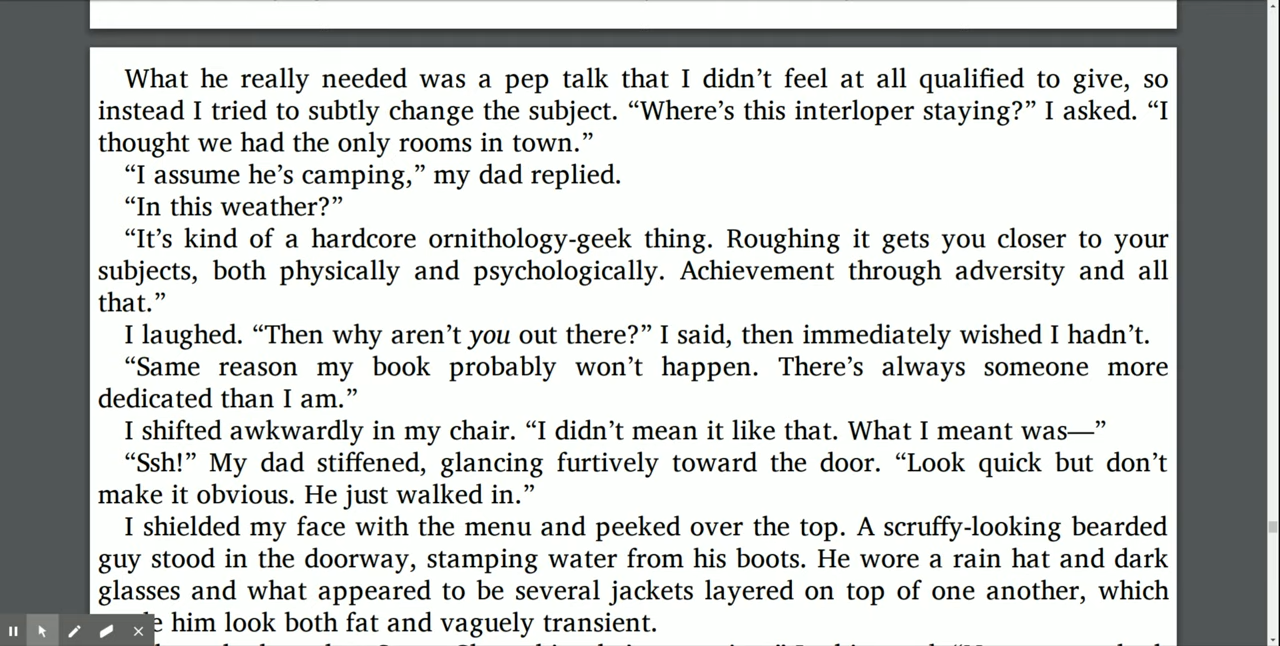 What he really needed was a pep talk that I didn’t feel at all qualified to give, so
instead I tried to subtly change the subject. “Where’s this interloper staying?” I asked. “I
thought we had the only rooms in town.”
“I assume he’s camping,” my dad replied.
“In this weather?”
“It’s kind of a hardcore ornithology-geek thing. Roughing it gets you closer to your
subjects, both physically and psychologically. Achievement through adversity and all
that.”
I laughed. “Then why aren’t you out there?” I said, then immediately wished I hadn’t.
“Same reason my book probably won’t happen. There’s always someone more
dedicated than I am.”
I shifted awkwardly in my chair. “I didn’t mean it like that. What I meant was—”
“Ssh!” My dad stiffened, glancing furtively toward the door. “Look quick but don’t
make it obvious. He just walked in.”
I shielded my face with the menu and peeked over the top. A scruffy-looking bearded
guy stood in the doorway, stamping water from his boots. He wore a rain hat and dark
glasses and what appeared to be several jackets layered on top of one another, which
him look both fat and vaguely transient.